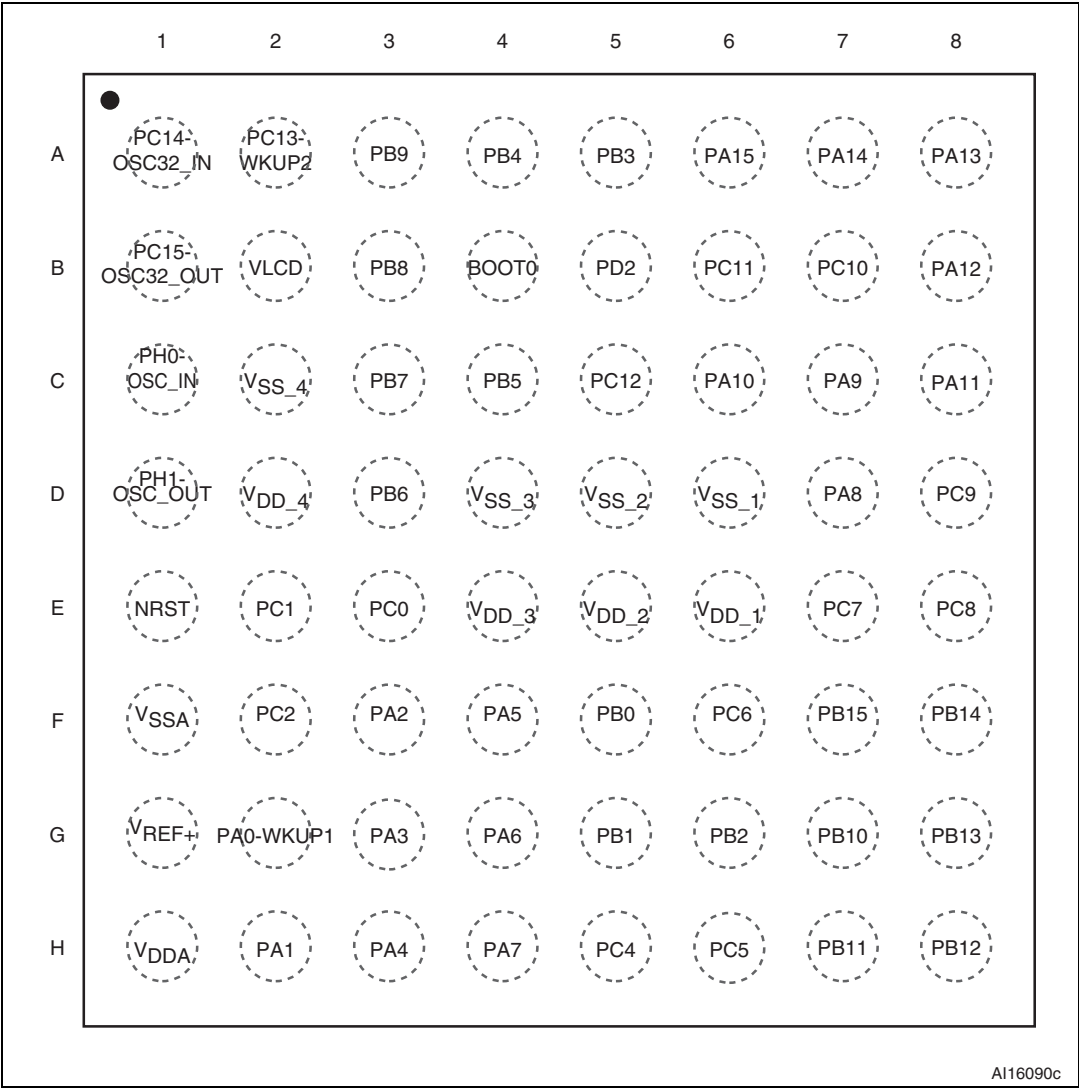 1 2 3 4 5 6 7 8
A PC14-OSC32_IN PC13-WKUP2 PB9 PB4 PB3 PA15 PA14 PA13
B PC15-OSC32_OUT VLCD PB8 BOOT0 PD2 PC11 PC10 PA12
C PH0-OSC_IN VSS_4 PB7 PB5 PC12 PA10 PA9 PA11
D PH1-OSC_OUT VDD_4 PB6 VSS_3 VSS_2 VSS_1 PA8 PC9
E NRST PC1 PC0 VDD_3 VDD_2 VDD_1 PC7 PC8
F VSSA PC2 PA2 PA5 PB0 PC6 PB15 PB14
G VREF+ PA0-WKUP1 PA3 PA6 PB1 PB2 PB10 PB13
H VDDA PA1 PA4 PA7 PC4 PC5 PB11 PB12
AI16090c